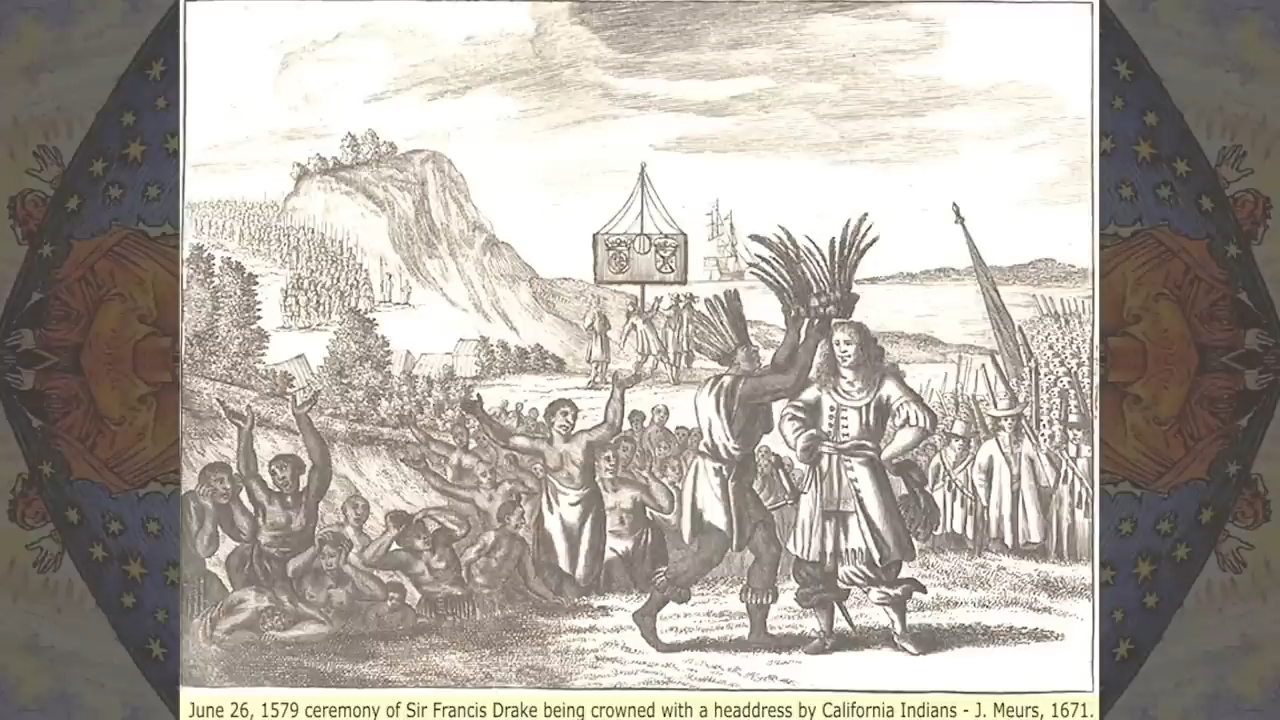 June 26, 1579 ceremony of Sir Francis Drake being crowned with a headdress by California Indians - J. Meurs, 1671.